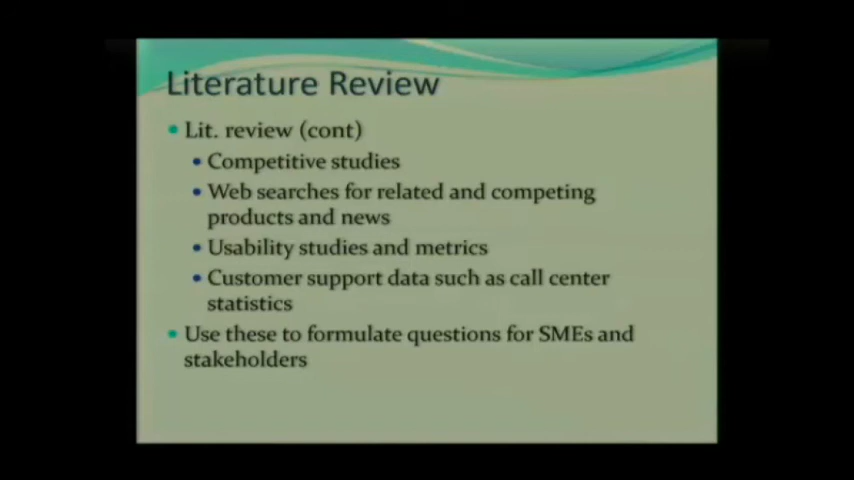 Literature Review
• Lit. review (cont)
• Competitive studies
• Web searches for related and competing
products and news
• Usability studies and metrics
• Customer support data such as call center
statistics
• Use these to formulate questions for SMEs and
stakeholders